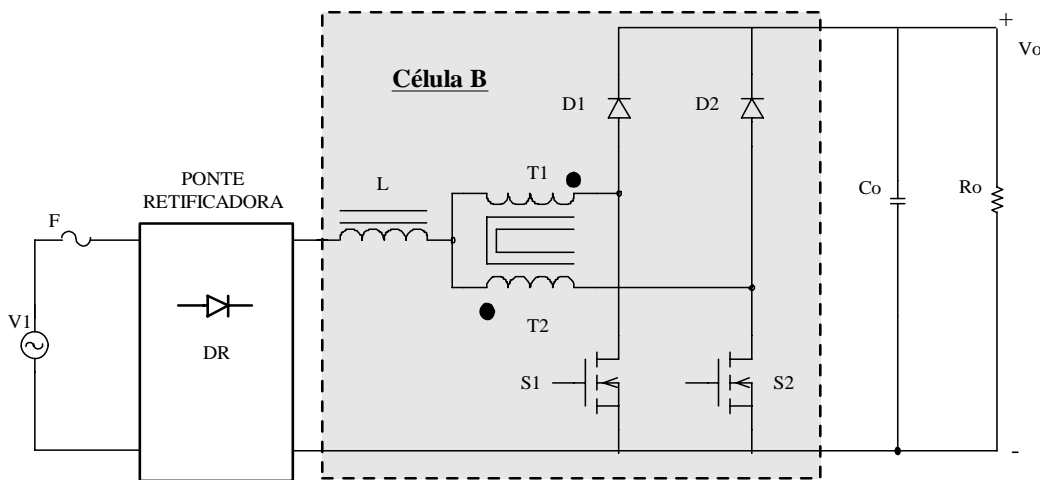 +
Vo
Célula B
D1
D2
PONTE
RETIFICADORA
L
T1
Co
Ro
F
V1
DR
T2
S1
S2
-